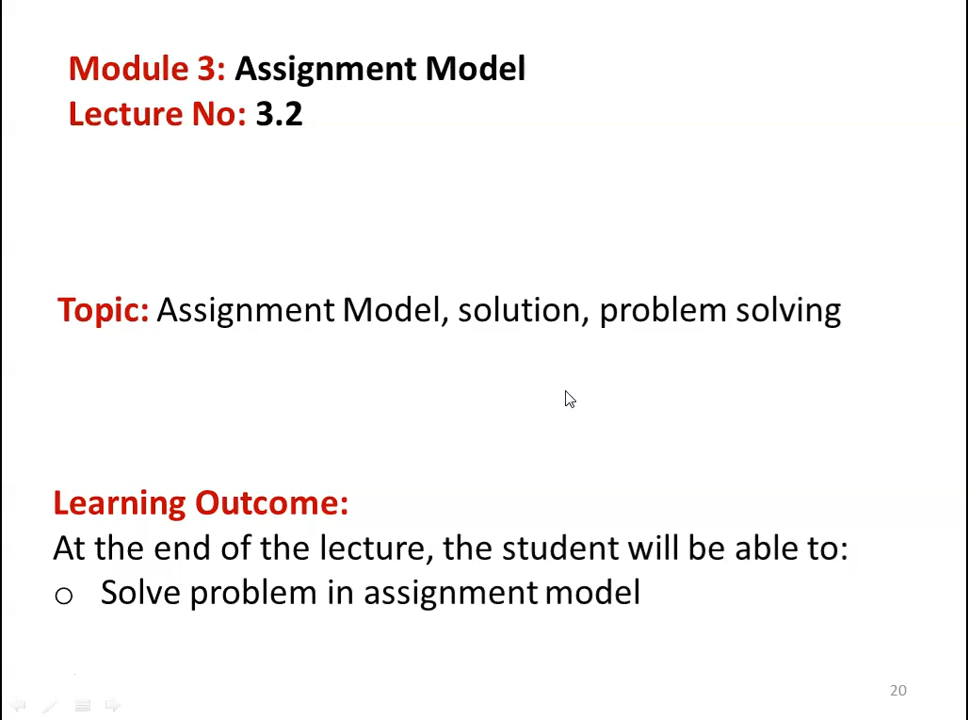 Module 3: Assignment Model
Lecture No: 3.2
Topic: Assignment Model, solution, problem solving
Learning Outcome:
At the end of the lecture, the student will be able to:
o Solve problem in assignment model
20